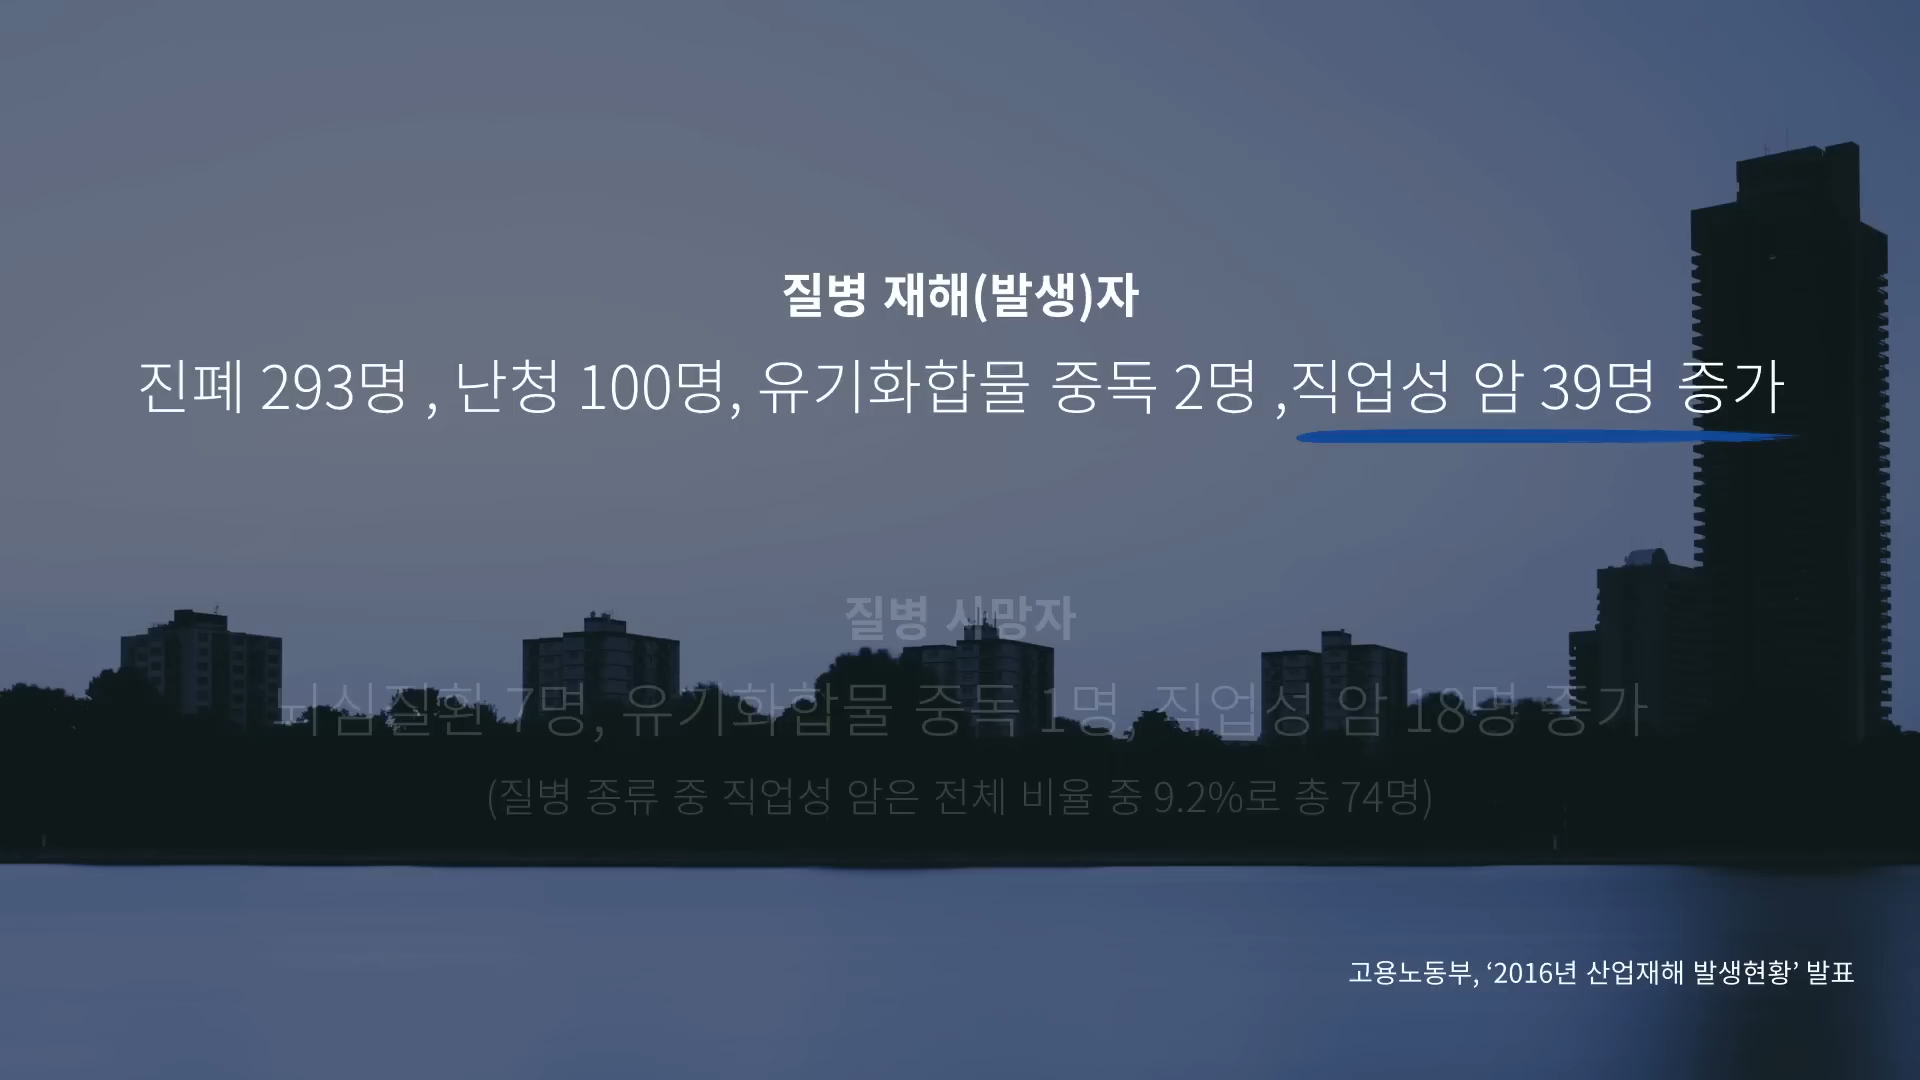 질병 재해(발생)자
진폐 293명 , 난청 100명, 유기화합물 중독 2명 ,직업성 암 39명 증가
질병 사망자
뇌심질환 7명, 유기화합물 중독 1명, 직업성 암 18명 증가
(질병 종류 중 직업성 암은 전체 비율 중 9.2%로 총 74명)
고용노동부, ‘2016년 산업재해 발생현황’ 발표